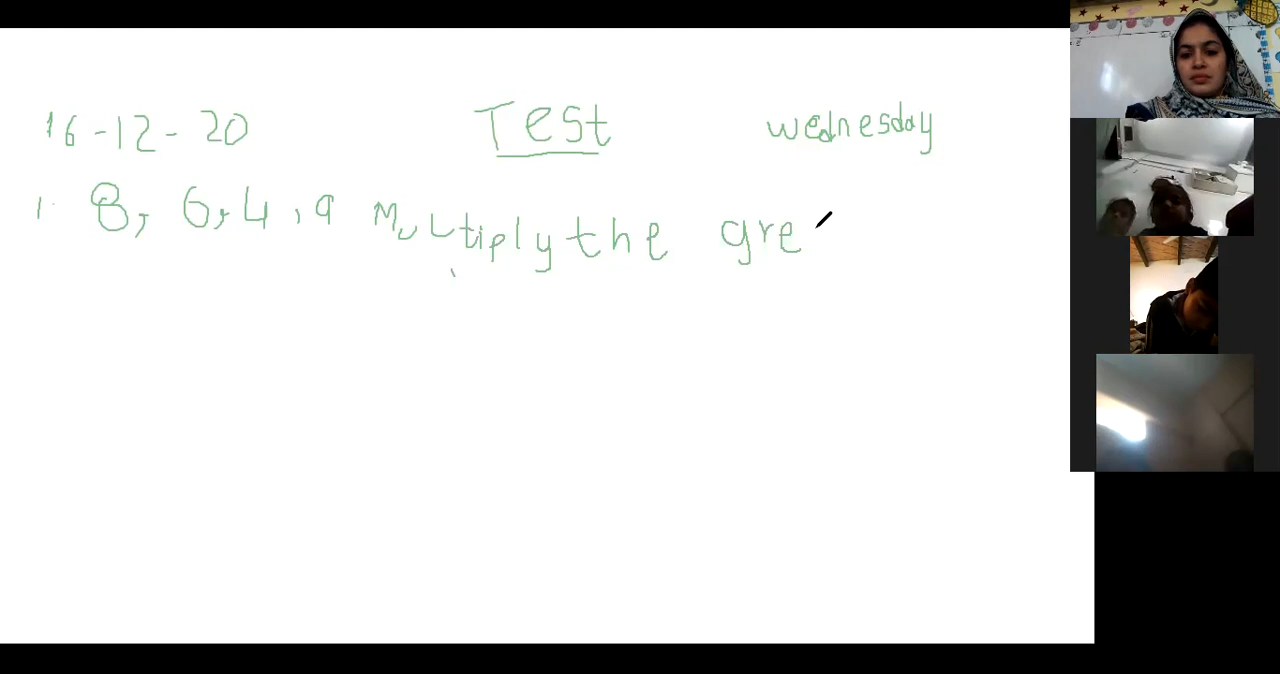 16-12-20 Test wednesday
1. 8, 6, 4, 9 Multiply the gre